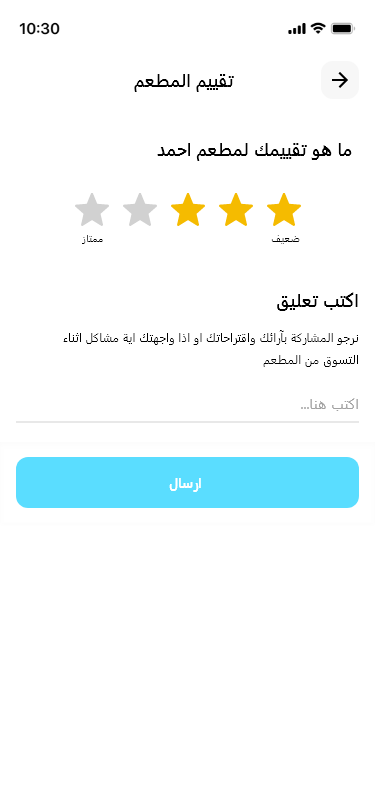 10:30
تقييم المطعم
ما هو تقييمك لمطعم احمد
ضعيف
ممتاز
اكتب تعليق
نرجو المشاركة بآرائك واقتراحاتك او اذا واجهتك اية مشاكل اثناء
التسوق من المطعم
اكتب هنا...
ارسال